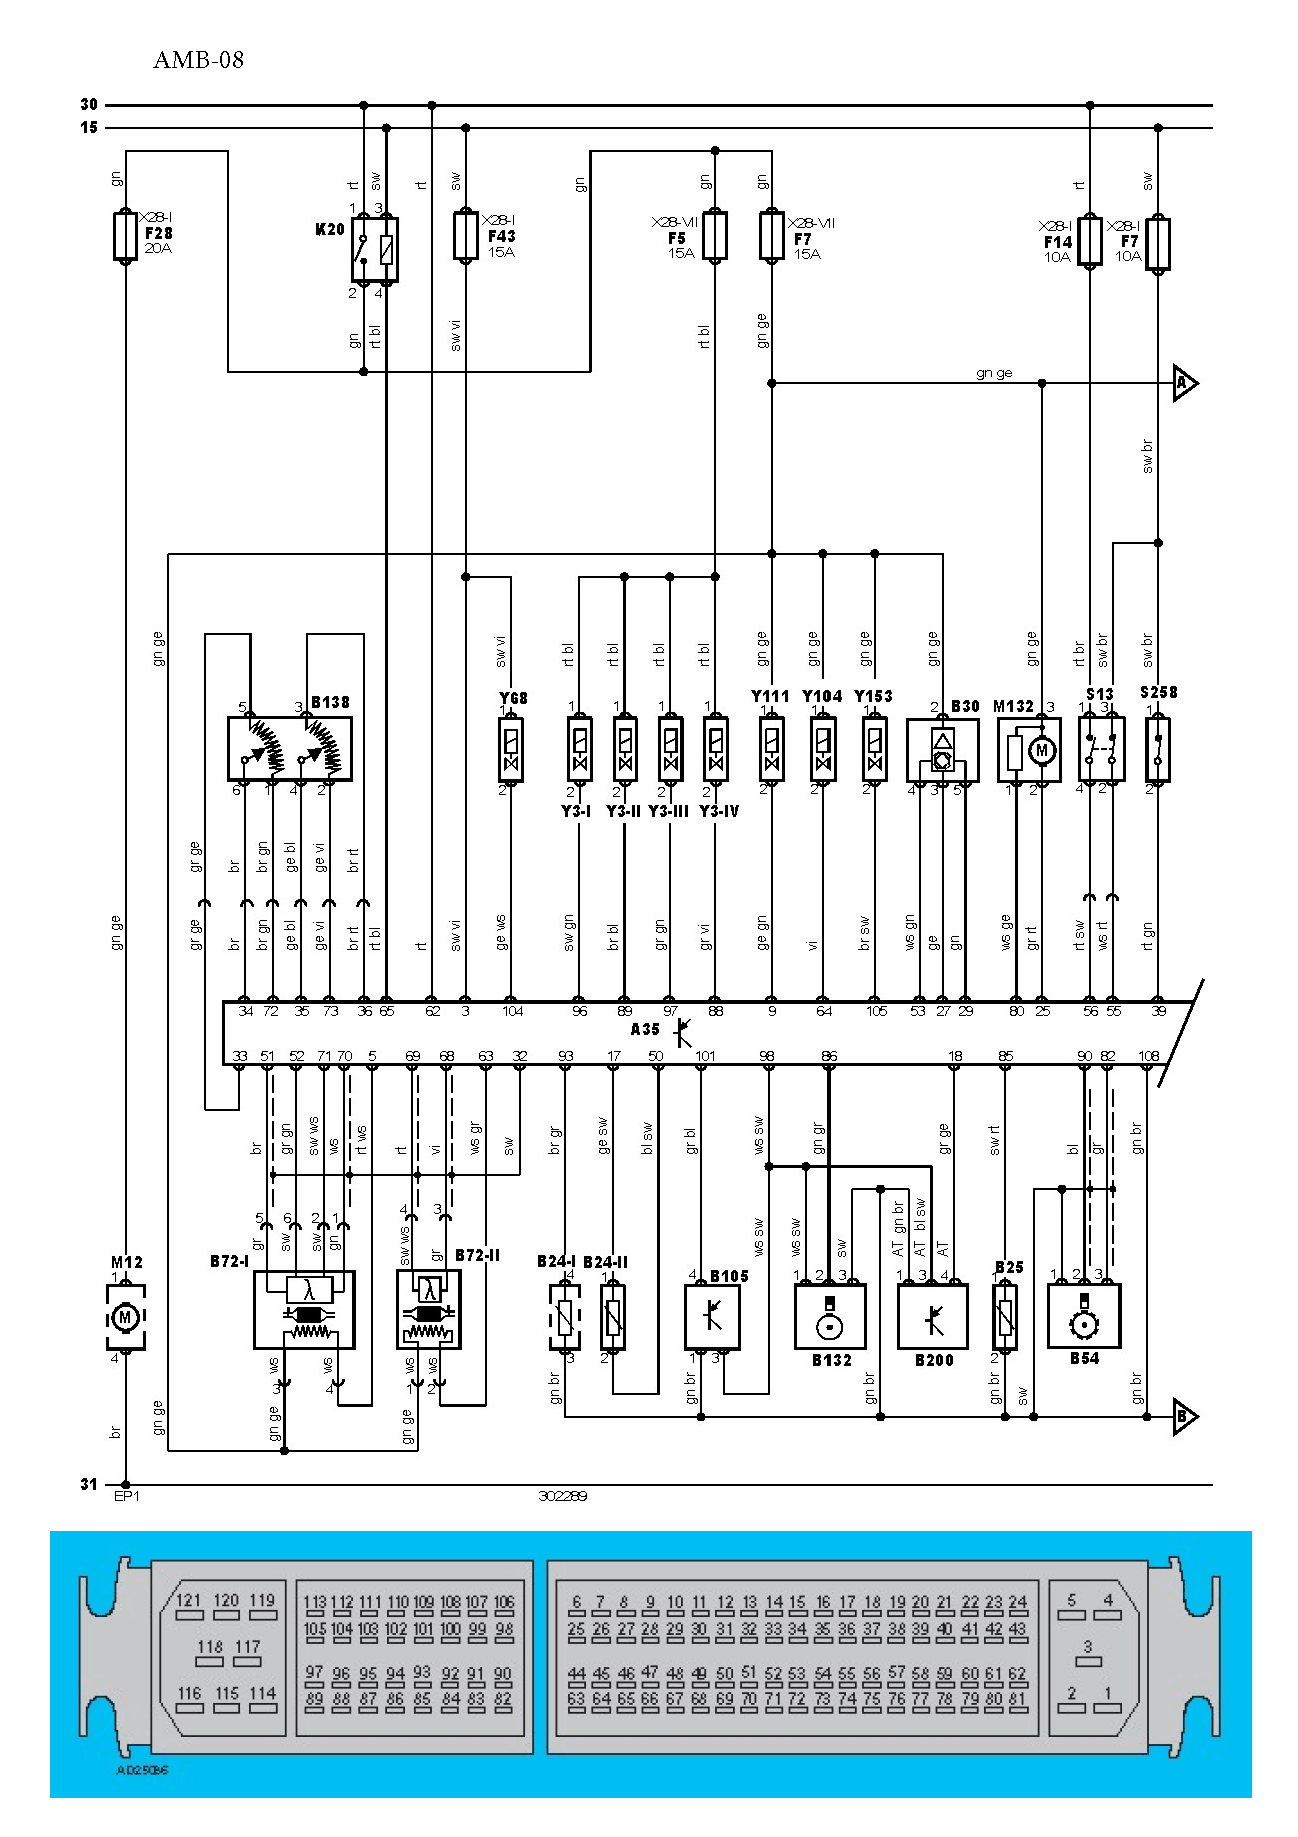 AMB-08
30
15
gn
rt
sw
rt
sw
gn
gn
gn
rt
sw
X28-I
F28
20A
K20
1
3
2
4
X28-I
F43
15A
X28-VII
F5
15A
X28-VII
F7
15A
X28-I
F14
10A
X28-I
F7
10A
gn
rt bl
sw vi
rt bl
gn ge
gn ge
A
sw br
gn ge
sw vi
rt bl
rt bl
rt bl
rt bl
gn ge
gn ge
gn ge
gn ge
gn ge
rt br
sw br
sw br
5
3
B138
Y68
Y111
Y104
Y153
2
B30
M132
3
S13
S258
1
1
1
1
1
1
1
1
1
3
1
M
6
1
4
2
2
2
2
2
2
2
2
2
4
3
5
1
2
4
2
2
Y3-I
Y3-II
Y3-III
Y3-IV
gr ge
br
br gn
ge bl
ge vi
br rt
gn ge
gr ge
br
br gn
ge bl
ge vi
br rt
rt bl
rt
sw vi
ge ws
sw gn
br bl
gr gn
gr vi
ge gn
vi
br sw
ws gn
ge
gn
ws ge
gr rt
rt sw
ws rt
rt gn
34
72
35
73
36
65
62
3
104
96
89
97
88
9
64
105
53
27
29
80
25
56
55
39
A35
33
51
52
71
70
5
69
68
63
32
93
17
50
101
98
86
18
85
90
82
108
br
gr gn
sw ws
ws
rt ws
rt
vi
ws gr
sw
br gr
ge sw
bl sw
gr bl
ws sw
gn gr
gr ge
sw rt
bl
gr
gn br
5
6
2
1
4
3
gr
sw
sw
gn
sw ws
gr
ws sw
ws sw
sw
AT gn br
AT bl sw
AT
M12
1
B72-I
B72-II
B24-I
4
B24-II
1
4
B105
1
2
3
1
3
4
B25
1
1
2
3
M
λ
λ
4
ws
ws
3
4
1
2
3
2
1
3
B132
B200
2
B54
gn br
gn br
gn br
gn br
sw
gn br
B
br
gn ge
gn ge
gn ge
31
EP1
302289
121 120 119
113 112 111 110 109 108 107 106
6 7 8 9 10 11 12 13 14 15 16 17 18 19 20 21 22 23 24
5 4
105 104 103 102 101 100 99 98
25 26 27 28 29 30 31 32 33 34 35 36 37 38 39 40 41 42 43
118 117
3
97 96 95 94 93 92 91 90
44 45 46 47 48 49 50 51 52 53 54 55 56 57 58 59 60 61 62
116 115 114
89 88 87 86 85 84 83 82
63 64 65 66 67 68 69 70 71 72 73 74 75 76 77 78 79 80 81
2 1
AD25086